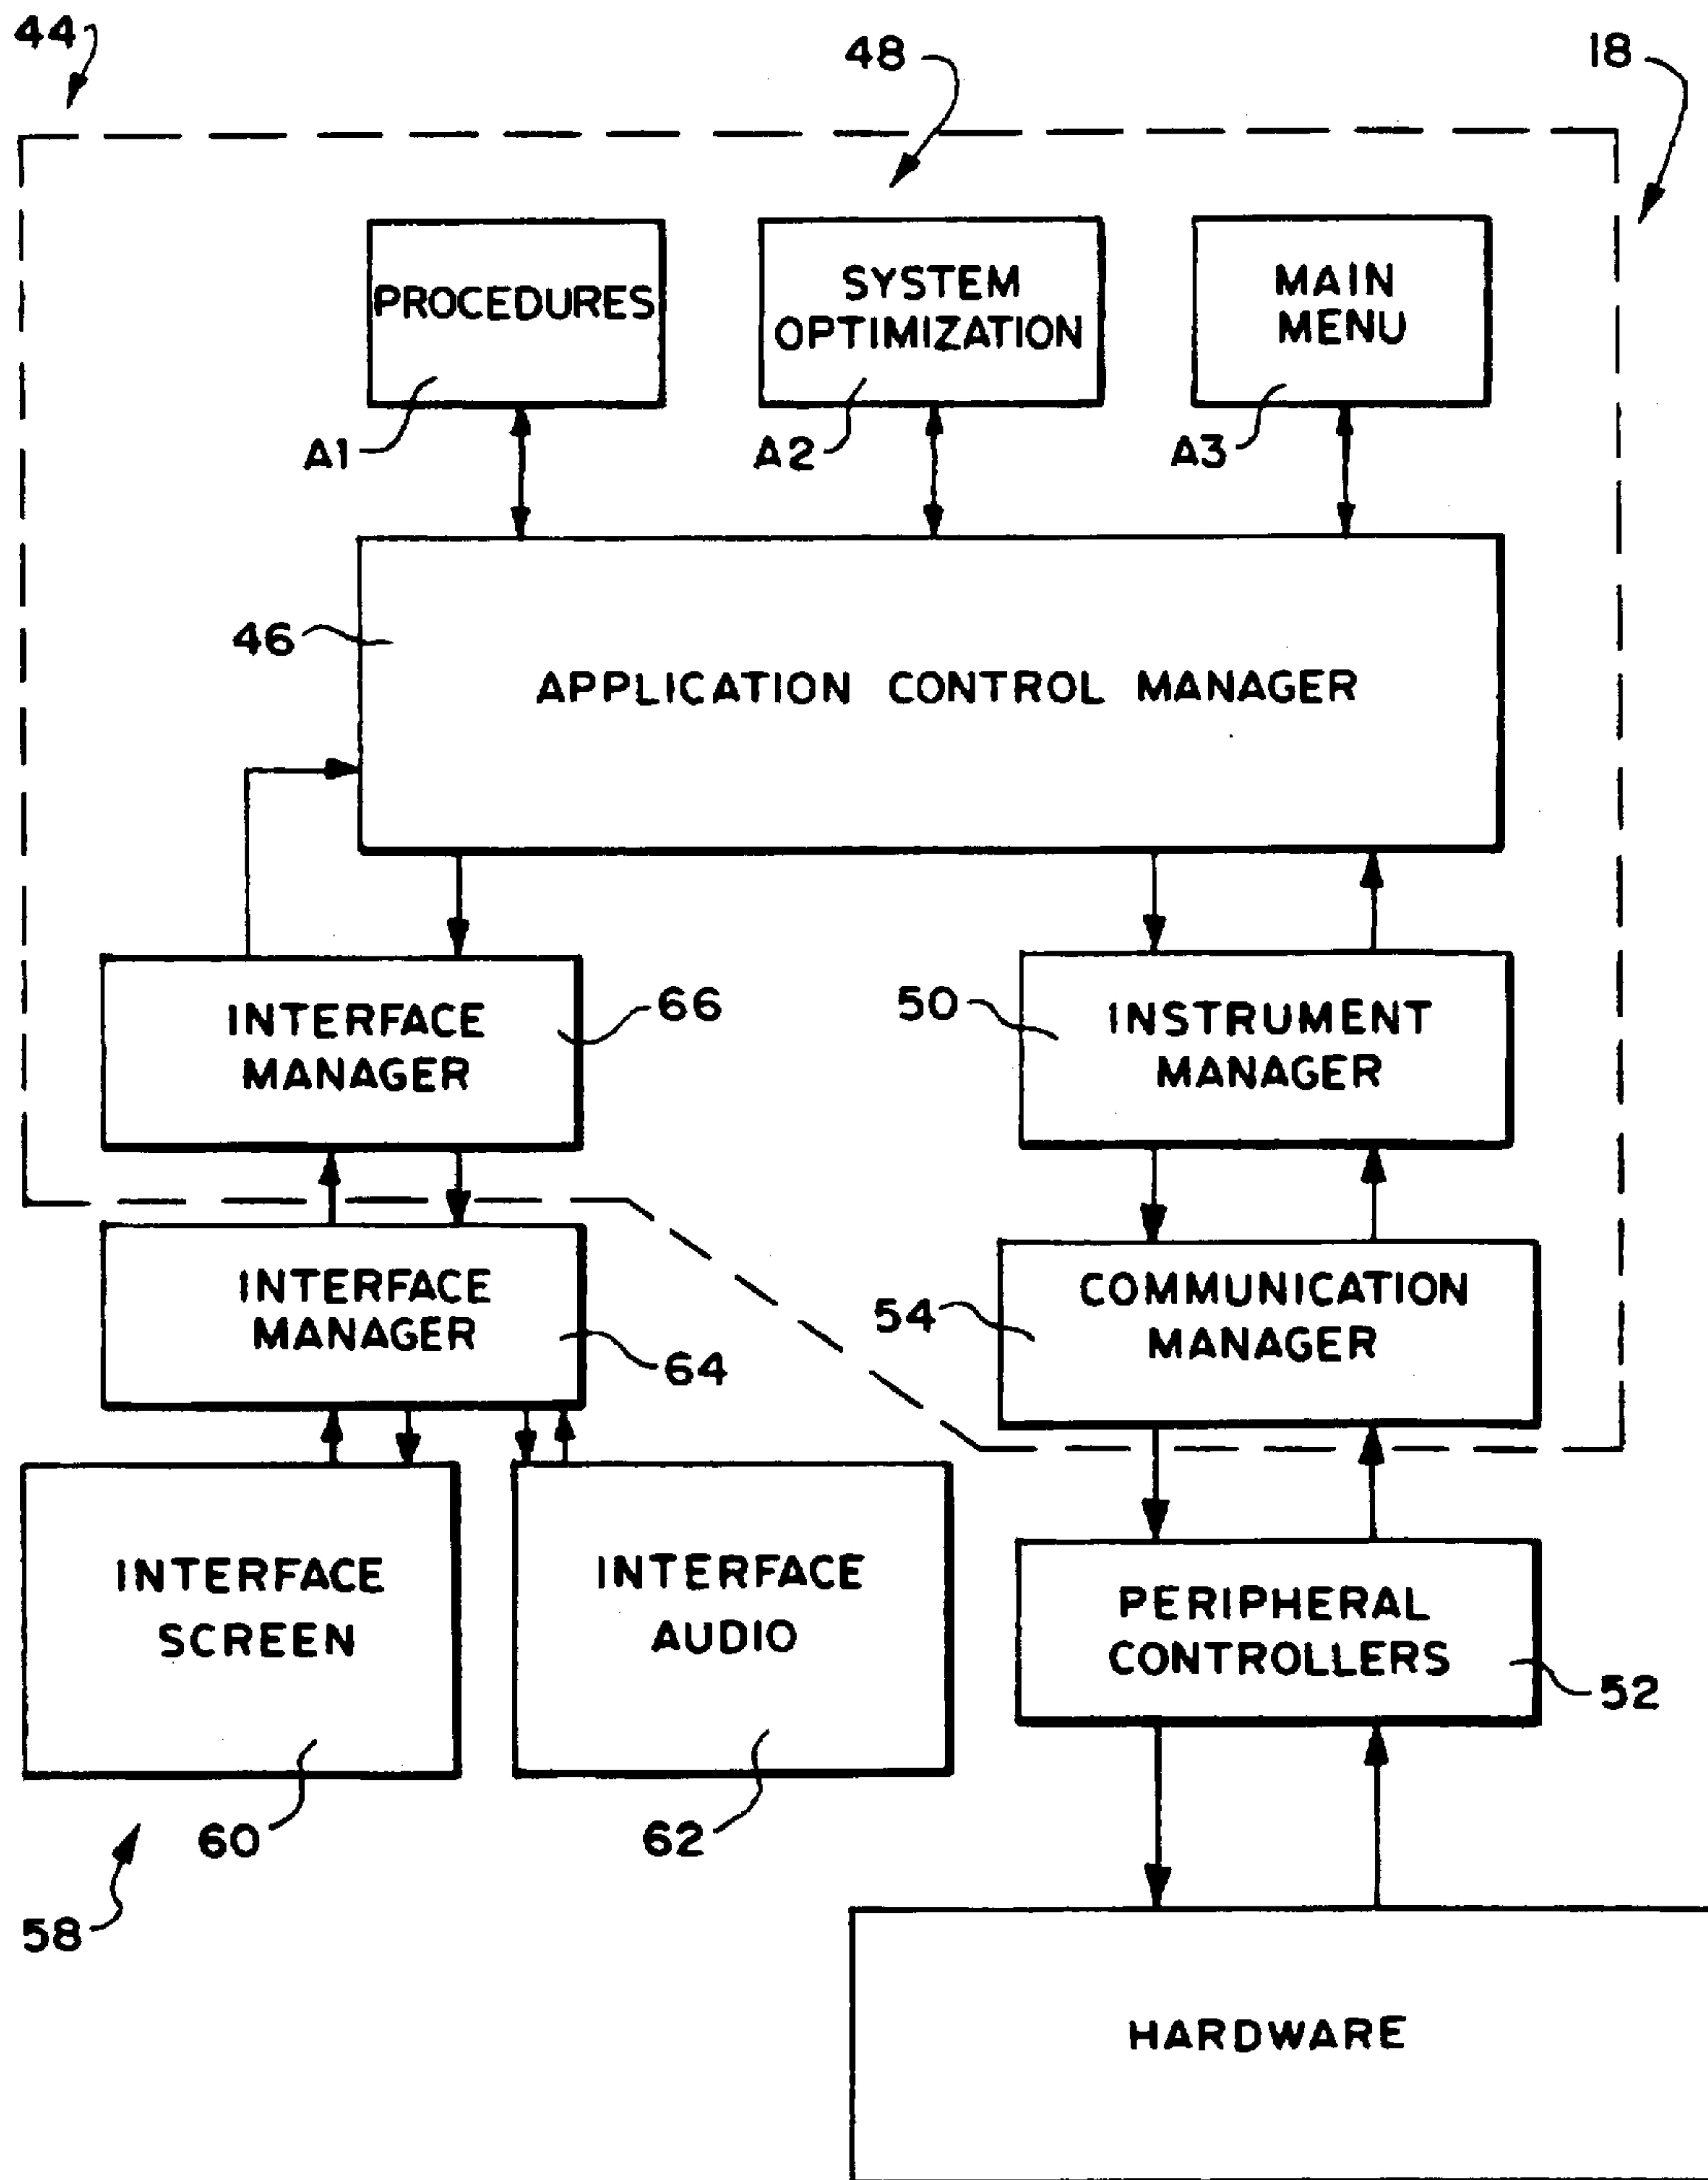 44
48
18
PROCEDURES
SYSTEM
OPTIMIZATION
MAIN
MENU
A1
A2
A3
46
APPLICATION CONTROL MANAGER
INTERFACE
MANAGER
66
50
INSTRUMENT
MANAGER
INTERFACE
MANAGER
64
54
COMMUNICATION
MANAGER
INTERFACE
SCREEN
INTERFACE
AUDIO
PERIPHERAL
CONTROLLERS
52
60
62
58
HARDWARE